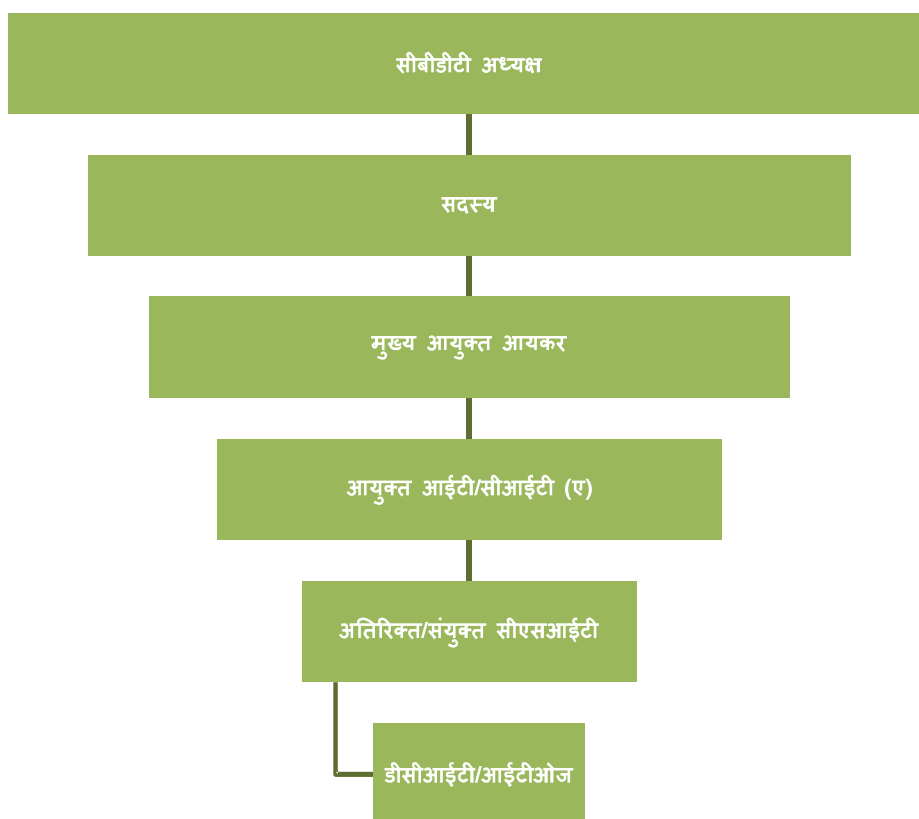 सीबीडीटी अध्यक्ष
सदस्य
मुख्य आयुक्त आयकर
आयुक्त आईटी/सीआईटी (ए)
अतिरिक्त/संयुक्त सीएसआईटी
डीसीआईटी/आईटीओज